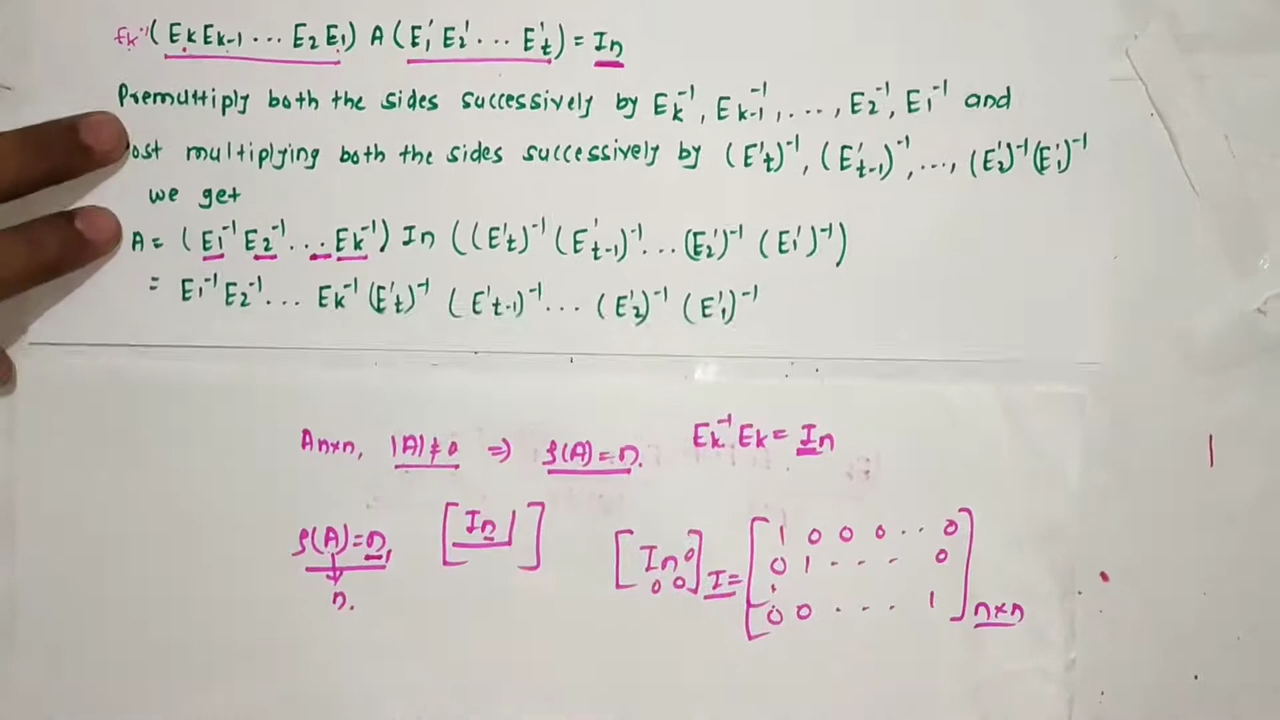 Ek⁻¹(Ek Ek-1 ... E2 E1) A (E1' E2' ... E't) = In
Premultiply both the sides successively by Ek⁻¹, Ek-1⁻¹, ..., E2⁻¹, E1⁻¹ and
ost multiplying both the sides successively by (E't)⁻¹, (E't-1)⁻¹, ..., (E2')⁻¹ (E1')⁻¹
we get
A = (E1⁻¹ E2⁻¹ ... Ek⁻¹) In ((E't)⁻¹ (E't-1)⁻¹ ... (E2')⁻¹ (E1')⁻¹)
= E1⁻¹ E2⁻¹ ... Ek⁻¹ (E't)⁻¹ (E't-1)⁻¹ ... (E'2)⁻¹ (E'1)⁻¹
An×n, |A| ≠ 0 ⇒ ρ(A) = n. Ek⁻¹ Ek = In
ρ(A) = n, [In] [In 0
0 0] I = [1 0 0 0 .. 0
0 1 - - - 0
0 0 . - - 1] n×n
n.